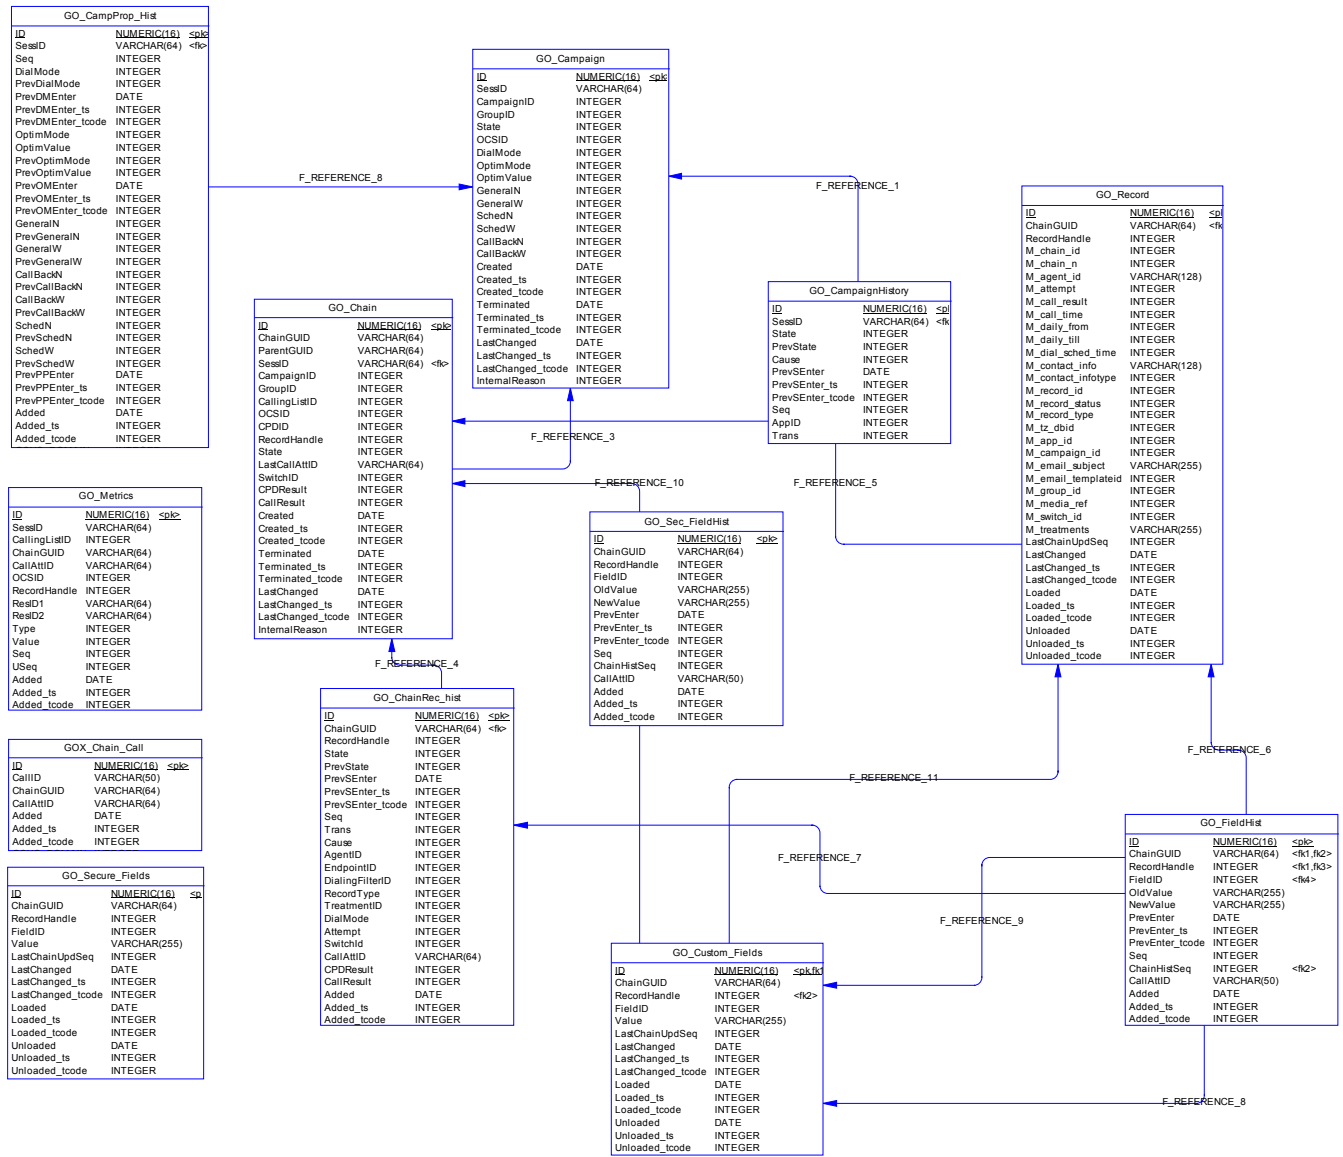 GO_CampProp_Hist
ID NUMERIC(16) <pk>
SessID VARCHAR(64) <fk>
Seq INTEGER
DialMode INTEGER
PrevDialMode INTEGER
PrevDMEnter DATE
PrevDMEnter_ts INTEGER
PrevDMEnter_tcode INTEGER
OptimMode INTEGER
OptimValue INTEGER
PrevOptimMode INTEGER
PrevOptimValue INTEGER
PrevOMEnter DATE
PrevOMEnter_ts INTEGER
PrevOMEnter_tcode INTEGER
GeneralN INTEGER
PrevGeneralN INTEGER
GeneralW INTEGER
PrevGeneralW INTEGER
CallBackN INTEGER
PrevCallBackN INTEGER
CallBackW INTEGER
PrevCallBackW INTEGER
SchedN INTEGER
PrevSchedN INTEGER
SchedW INTEGER
PrevSchedW INTEGER
PrevPPEnter DATE
PrevPPEnter_ts INTEGER
PrevPPEnter_tcode INTEGER
Added DATE
Added_ts INTEGER
Added_tcode INTEGER
F_REFERENCE_8
GO_Campaign
ID NUMERIC(16) <pk
SessID VARCHAR(64)
CampaignID INTEGER
GroupID INTEGER
State INTEGER
OCSID INTEGER
DialMode INTEGER
OptimMode INTEGER
OptimValue INTEGER
GeneralN INTEGER
GeneralW INTEGER
SchedN INTEGER
SchedW INTEGER
CallBackN INTEGER
CallBackW INTEGER
Created DATE
Created_ts INTEGER
Created_tcode INTEGER
Terminated DATE
Terminated_ts INTEGER
Terminated_tcode INTEGER
LastChanged DATE
LastChanged_ts INTEGER
LastChanged_tcode INTEGER
InternalReason INTEGER
F_REFERENCE_1
GO_CampaignHistory
ID NUMERIC(16) <pl
SessID VARCHAR(64) <fk
State INTEGER
PrevState INTEGER
Cause INTEGER
PrevSEnter DATE
PrevSEnter_ts INTEGER
PrevSEnter_tcode INTEGER
Seq INTEGER
AppID INTEGER
Trans INTEGER
GO_Record
ID NUMERIC(16) <pl
ChainGUID VARCHAR(64) <fk
RecordHandle INTEGER
M_chain_id INTEGER
M_chain_n INTEGER
M_agent_id VARCHAR(128)
M_attempt INTEGER
M_call_result INTEGER
M_call_time INTEGER
M_daily_from INTEGER
M_daily_till INTEGER
M_dial_sched_time INTEGER
M_contact_info VARCHAR(128)
M_contact_infotype INTEGER
M_record_id INTEGER
M_record_status INTEGER
M_record_type INTEGER
M_tz_dbid INTEGER
M_app_id INTEGER
M_campaign_id INTEGER
M_email_subject VARCHAR(255)
M_email_templateid INTEGER
M_group_id INTEGER
M_media_ref INTEGER
M_switch_id INTEGER
M_treatments VARCHAR(255)
LastChainUpdSeq INTEGER
LastChanged DATE
LastChanged_ts INTEGER
LastChanged_tcode INTEGER
Loaded DATE
Loaded_ts INTEGER
Loaded_tcode INTEGER
Unloaded DATE
Unloaded_ts INTEGER
Unloaded_tcode INTEGER
GO_Chain
ID NUMERIC(16) <pk>
ChainGUID VARCHAR(64)
ParentGUID VARCHAR(64)
SessID VARCHAR(64) <fk>
CampaignID INTEGER
GroupID INTEGER
CallingListID INTEGER
OCSID INTEGER
CPDID INTEGER
RecordHandle INTEGER
State INTEGER
LastCallAttID VARCHAR(64)
SwitchID INTEGER
CPDResult INTEGER
CallResult INTEGER
Created DATE
Created_ts INTEGER
Created_tcode INTEGER
Terminated DATE
Terminated_ts INTEGER
Terminated_tcode INTEGER
LastChanged DATE
LastChanged_ts INTEGER
LastChanged_tcode INTEGER
InternalReason INTEGER
F_REFERENCE_3
F_REFERENCE_10
F_REFERENCE_5
F_REFERENCE_4
GO_Metrics
ID NUMERIC(16) <pk>
SessID VARCHAR(64)
CallingListID INTEGER
ChainGUID VARCHAR(64)
CallAttID VARCHAR(64)
OCSID INTEGER
RecordHandle INTEGER
ResID1 VARCHAR(64)
ResID2 VARCHAR(64)
Type INTEGER
Value INTEGER
Seq INTEGER
USeq INTEGER
Added DATE
Added_ts INTEGER
Added_tcode INTEGER
GO_Sec_FieldHist
ID NUMERIC(16) <pk>
ChainGUID VARCHAR(64)
RecordHandle INTEGER
FieldID INTEGER
OldValue VARCHAR(255)
NewValue VARCHAR(255)
PrevEnter DATE
PrevEnter_ts INTEGER
PrevEnter_tcode INTEGER
Seq INTEGER
ChainHistSeq INTEGER
CallAttID VARCHAR(50)
Added DATE
Added_ts INTEGER
Added_tcode INTEGER
GO_ChainRec_hist
ID NUMERIC(16) <pk>
ChainGUID VARCHAR(64) <fk>
RecordHandle INTEGER
State INTEGER
PrevState INTEGER
PrevSEnter DATE
PrevSEnter_ts INTEGER
PrevSEnter_tcode INTEGER
Seq INTEGER
Trans INTEGER
Cause INTEGER
AgentID INTEGER
EndpointID INTEGER
DialingFilterID INTEGER
RecordType INTEGER
TreatmentID INTEGER
DialMode INTEGER
Attempt INTEGER
SwitchId INTEGER
CallAttID VARCHAR(64)
CPDResult INTEGER
CallResult INTEGER
Added DATE
Added_ts INTEGER
Added_tcode INTEGER
GOX_Chain_Call
ID NUMERIC(16) <pk>
CallID VARCHAR(50)
ChainGUID VARCHAR(64)
CallAttID VARCHAR(64)
Added DATE
Added_ts INTEGER
Added_tcode INTEGER
GO_Secure_Fields
ID NUMERIC(16) <p
ChainGUID VARCHAR(64)
RecordHandle INTEGER
FieldID INTEGER
Value VARCHAR(255)
LastChainUpdSeq INTEGER
LastChanged DATE
LastChanged_ts INTEGER
LastChanged_tcode INTEGER
Loaded DATE
Loaded_ts INTEGER
Loaded_tcode INTEGER
Unloaded DATE
Unloaded_ts INTEGER
Unloaded_tcode INTEGER
F_REFERENCE_6
F_REFERENCE_11
F_REFERENCE_7
F_REFERENCE_9
GO_FieldHist
ID NUMERIC(16) <pk>
ChainGUID VARCHAR(64) <fk1,fk2>
RecordHandle INTEGER <fk1,fk3>
FieldID INTEGER <fk4>
OldValue VARCHAR(255)
NewValue VARCHAR(255)
PrevEnter DATE
PrevEnter_ts INTEGER
PrevEnter_tcode INTEGER
Seq INTEGER
ChainHistSeq INTEGER <fk2>
CallAttID VARCHAR(50)
Added DATE
Added_ts INTEGER
Added_tcode INTEGER
GO_Custom_Fields
ID NUMERIC(16) <pk,fk1
ChainGUID VARCHAR(64)
RecordHandle INTEGER <fk2>
FieldID INTEGER
Value VARCHAR(255)
LastChainUpdSeq INTEGER
LastChanged DATE
LastChanged_ts INTEGER
LastChanged_tcode INTEGER
Loaded DATE
Loaded_ts INTEGER
Loaded_tcode INTEGER
Unloaded DATE
Unloaded_ts INTEGER
Unloaded_tcode INTEGER
F_REFERENCE_8